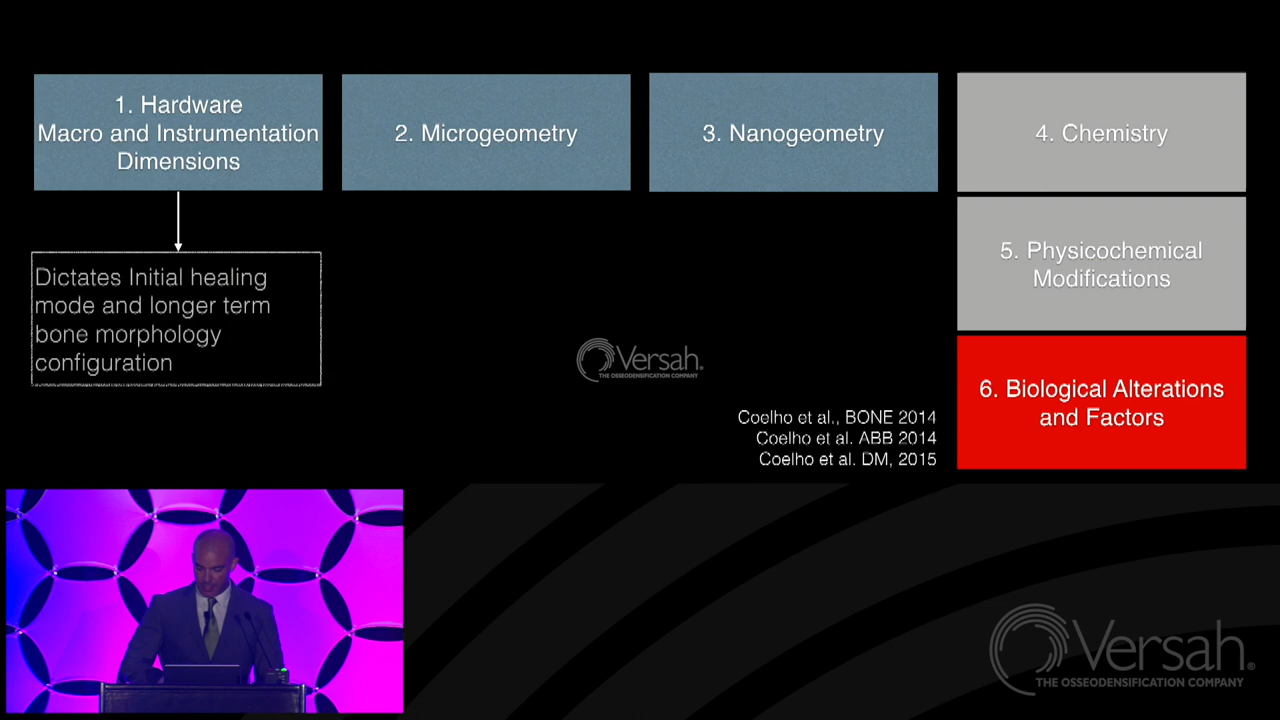 1. Hardware
Macro and Instrumentation
Dimensions
2. Microgeometry
3. Nanogeometry
4. Chemistry
Dictates Initial healing
mode and longer term
bone morphology
configuration
5. Physicochemical
Modifications
Versah®
THE OSSEODENSIFICATION COMPANY
6. Biological Alterations
and Factors
Coelho et al., BONE 2014
Coelho et al. ABB 2014
Coelho et al. DM, 2015
Versah®
THE OSSEODENSIFICATION COMPANY